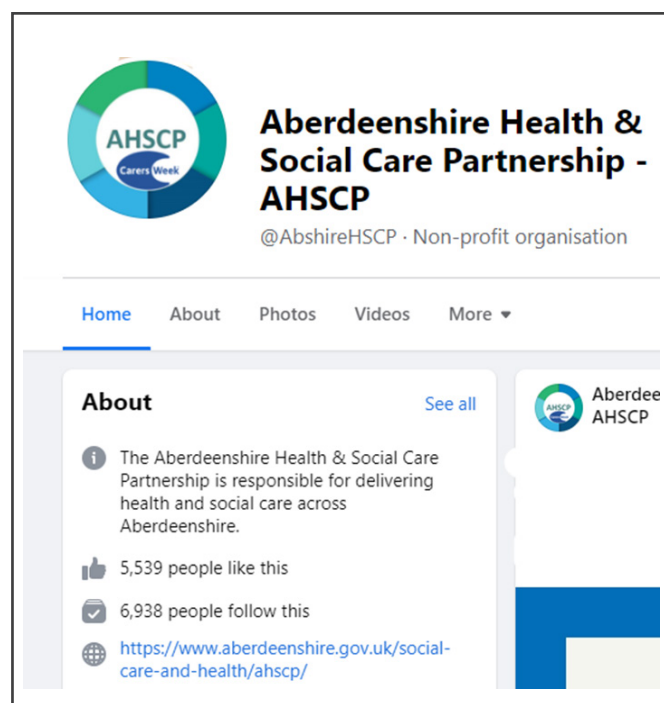 AHSCP
Carers Week
Aberdeenshire Health &
Social Care Partnership -
AHSCP
@AbshireHSCP · Non-profit organisation
Home About Photos Videos More
About
See all
The Aberdeenshire Health & Social Care
Partnership is responsible for delivering
health and social care across
Aberdeenshire.
5,539 people like this
6,938 people follow this
https://www.aberdeenshire.gov.uk/social-
care-and-health/ahscp/
AHSCP
Aberdee
AHSCP